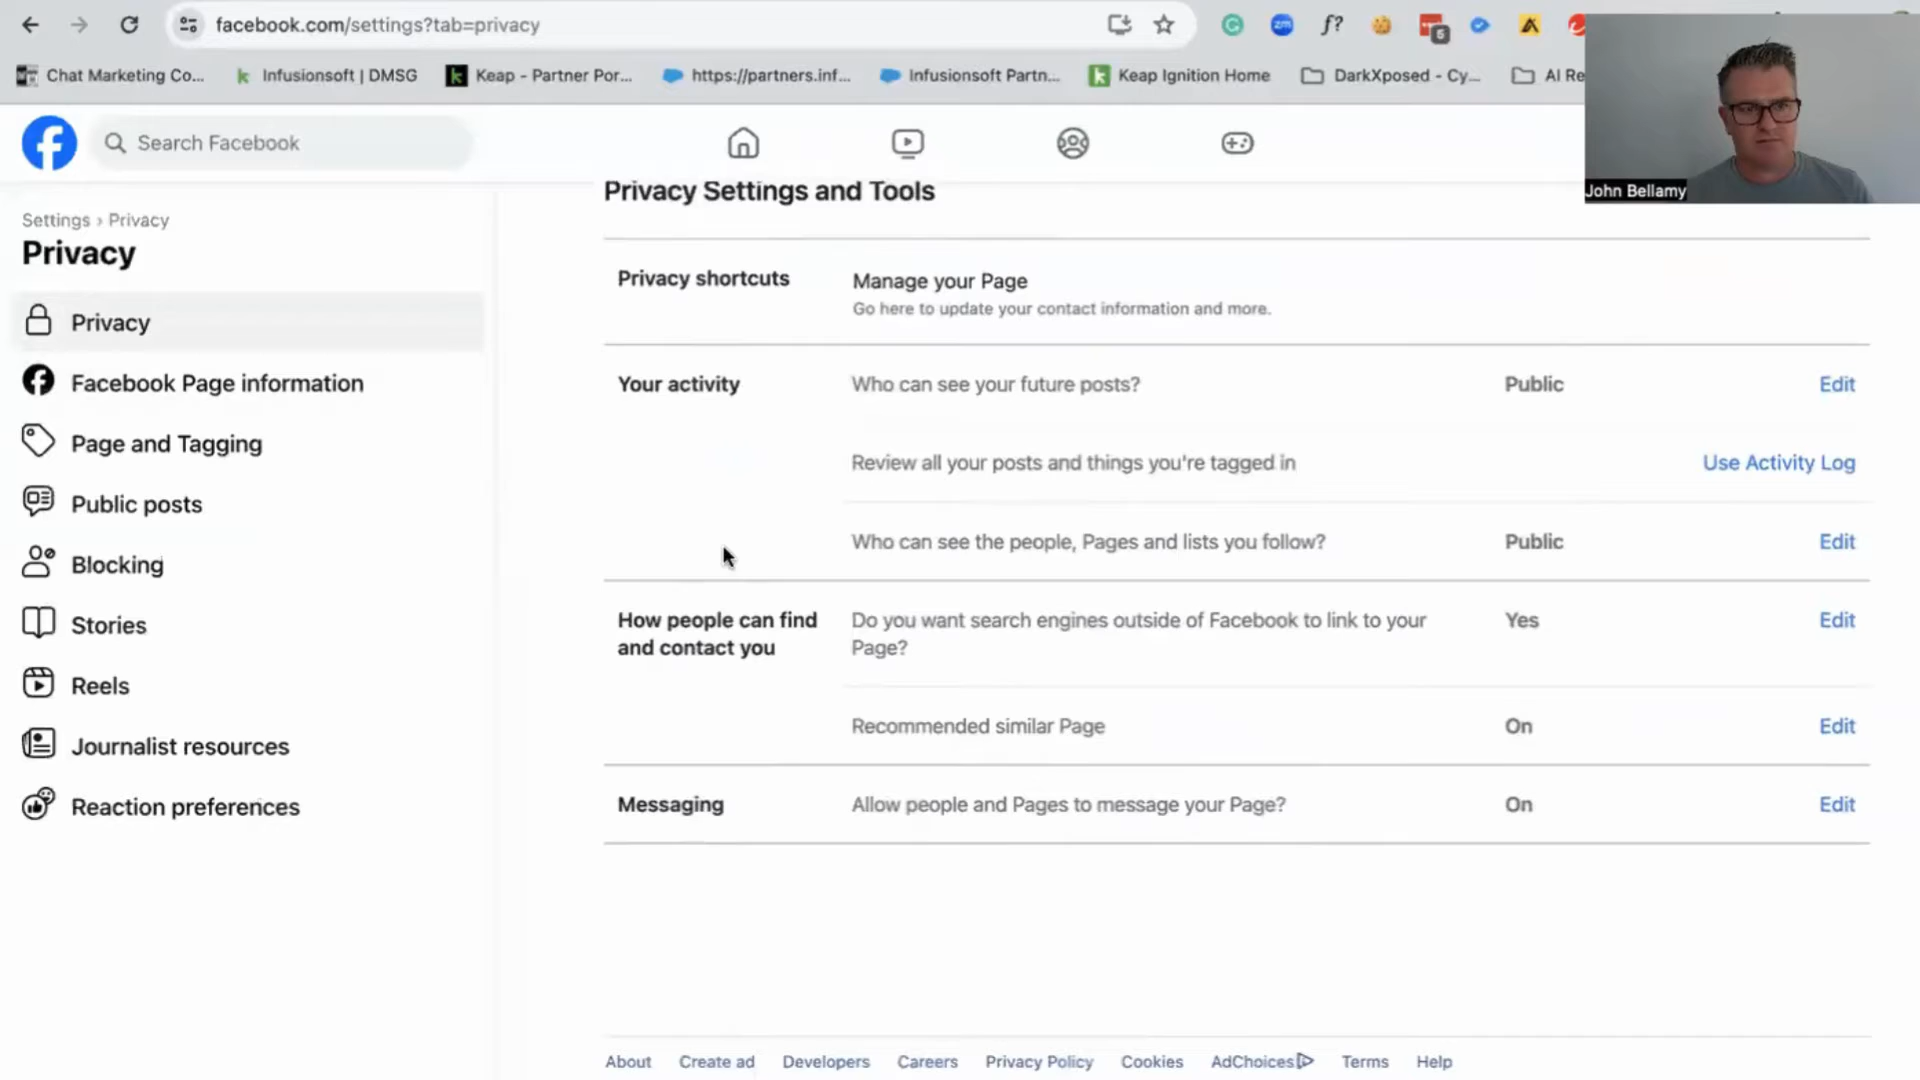 facebook.com/settings?tab=privacy
f?
zm
6
Chat Marketing Co...
Infusionsoft | DMSG
Keap - Partner Por...
https://partners.inf...
Infusionsoft Partn...
Keap Ignition Home
DarkXposed - Cy...
AI Re
John Bellamy
Search Facebook
Settings › Privacy
Privacy
Privacy
Facebook Page information
Page and Tagging
Public posts
Blocking
Stories
Reels
Journalist resources
Reaction preferences
Privacy Settings and Tools
Privacy shortcuts
Manage your Page
Go here to update your contact information and more.
Your activity
Who can see your future posts?
Public
Edit
Review all your posts and things you're tagged in
Use Activity Log
Who can see the people, Pages and lists you follow?
Public
Edit
How people can find
and contact you
Do you want search engines outside of Facebook to link to your
Page?
Yes
Edit
Recommended similar Page
On
Edit
Messaging
Allow people and Pages to message your Page?
On
Edit
About
Create ad
Developers
Careers
Privacy Policy
Cookies
AdChoices
Terms
Help